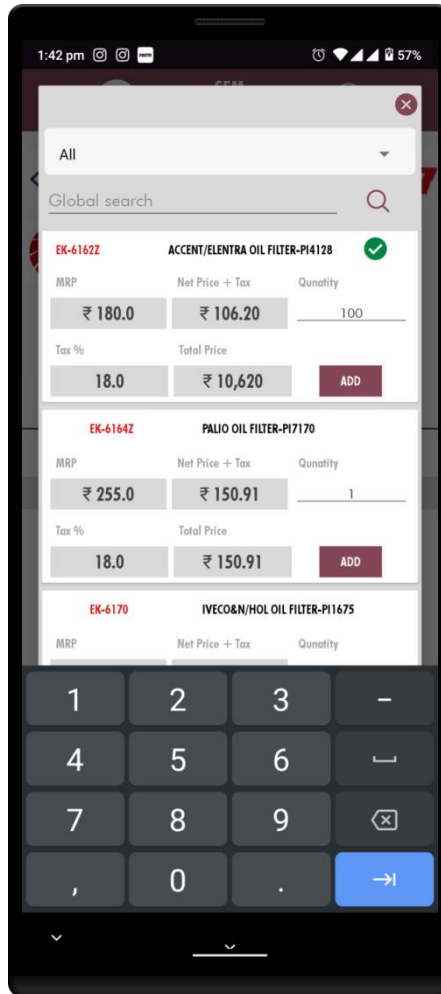 1:42 pm 57%
All
Global search
EK-6162Z ACCENT/ELENTRA OIL FILTER-PI4128
MRP Net Price + Tax Qunatity
₹ 180.0 ₹ 106.20 100
Tax % Total Price
18.0 ₹ 10,620 ADD
EK-6164Z PALIO OIL FILTER-PI7170
MRP Net Price + Tax Qunatity
₹ 255.0 ₹ 150.91 1
Tax % Total Price
18.0 ₹ 150.91 ADD
EK-6170 IVECO&N/HOL OIL FILTER-PI1675
MRP Net Price + Tax Qunatity
1 2 3 -
4 5 6
7 8 9
, 0 .